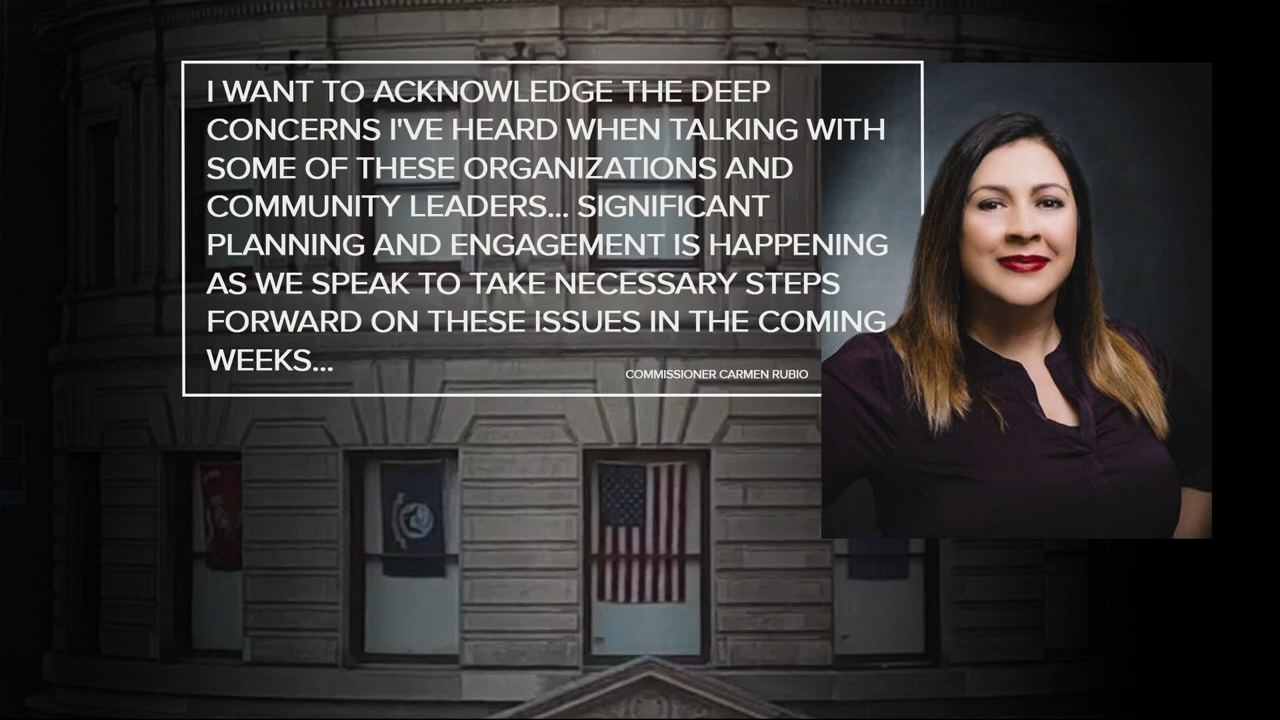 I WANT TO ACKNOWLEDGE THE DEEP
CONCERNS I'VE HEARD WHEN TALKING WITH
SOME OF THESE ORGANIZATIONS AND
COMMUNITY LEADERS... SIGNIFICANT
PLANNING AND ENGAGEMENT IS HAPPENING
AS WE SPEAK TO TAKE NECESSARY STEPS
FORWARD ON THESE ISSUES IN THE COMING
WEEKS...
COMMISSIONER CARMEN RUBIO